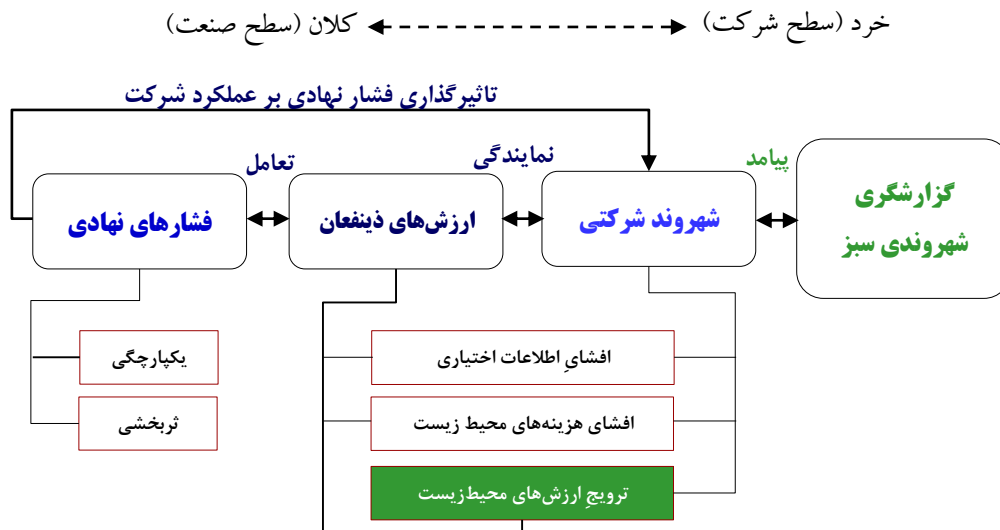 خرد (سطح شرکت)
کلان (سطح صنعت)
تاثیرگذاری فشار نهادی بر عملکرد شرکت
پیامد
نمایندگی
تعامل
گزارشگری
شهروندی سبز
شهروند شرکتی
ارزش‌های ذینفعان
فشارهای نهادی
افشایِ اطلاعات اختیاری
یکپارچگی
افشای هزینه‌های محیط زیست
ثربخشی
ترویجِ ارزش‌های محیط‌زیست